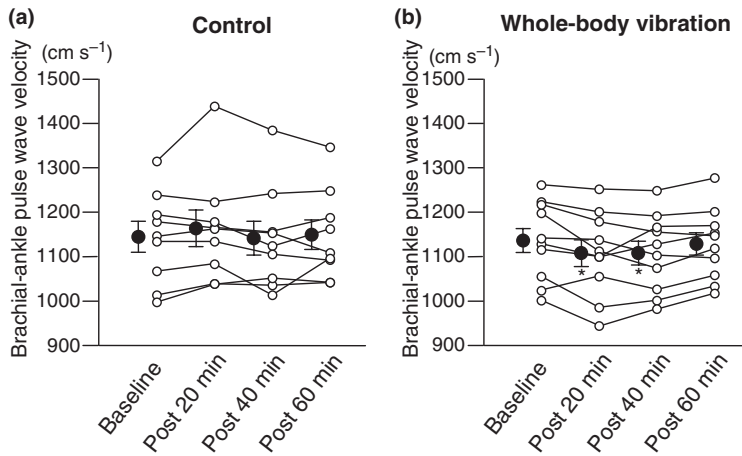 (a)
Control
(cm s⁻¹)
Brachial-ankle pulse wave velocity
1500
1400
1300
1200
1100
1000
900
Baseline
Post 20 min
Post 40 min
Post 60 min
(b)
Whole-body vibration
(cm s⁻¹)
Brachial-ankle pulse wave velocity
1500
1400
1300
1200
1100
1000
900
* *
Baseline
Post 20 min
Post 40 min
Post 60 min